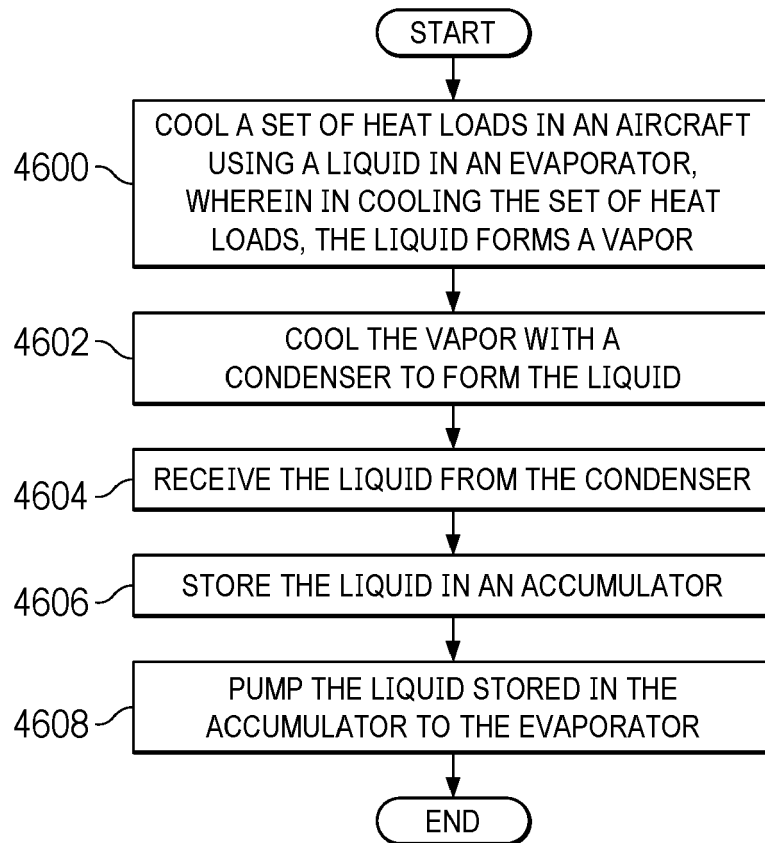 START
4600
COOL A SET OF HEAT LOADS IN AN AIRCRAFT
USING A LIQUID IN AN EVAPORATOR,
WHEREIN IN COOLING THE SET OF HEAT
LOADS, THE LIQUID FORMS A VAPOR
4602
COOL THE VAPOR WITH A
CONDENSER TO FORM THE LIQUID
4604
RECEIVE THE LIQUID FROM THE CONDENSER
4606
STORE THE LIQUID IN AN ACCUMULATOR
4608
PUMP THE LIQUID STORED IN THE
ACCUMULATOR TO THE EVAPORATOR
END